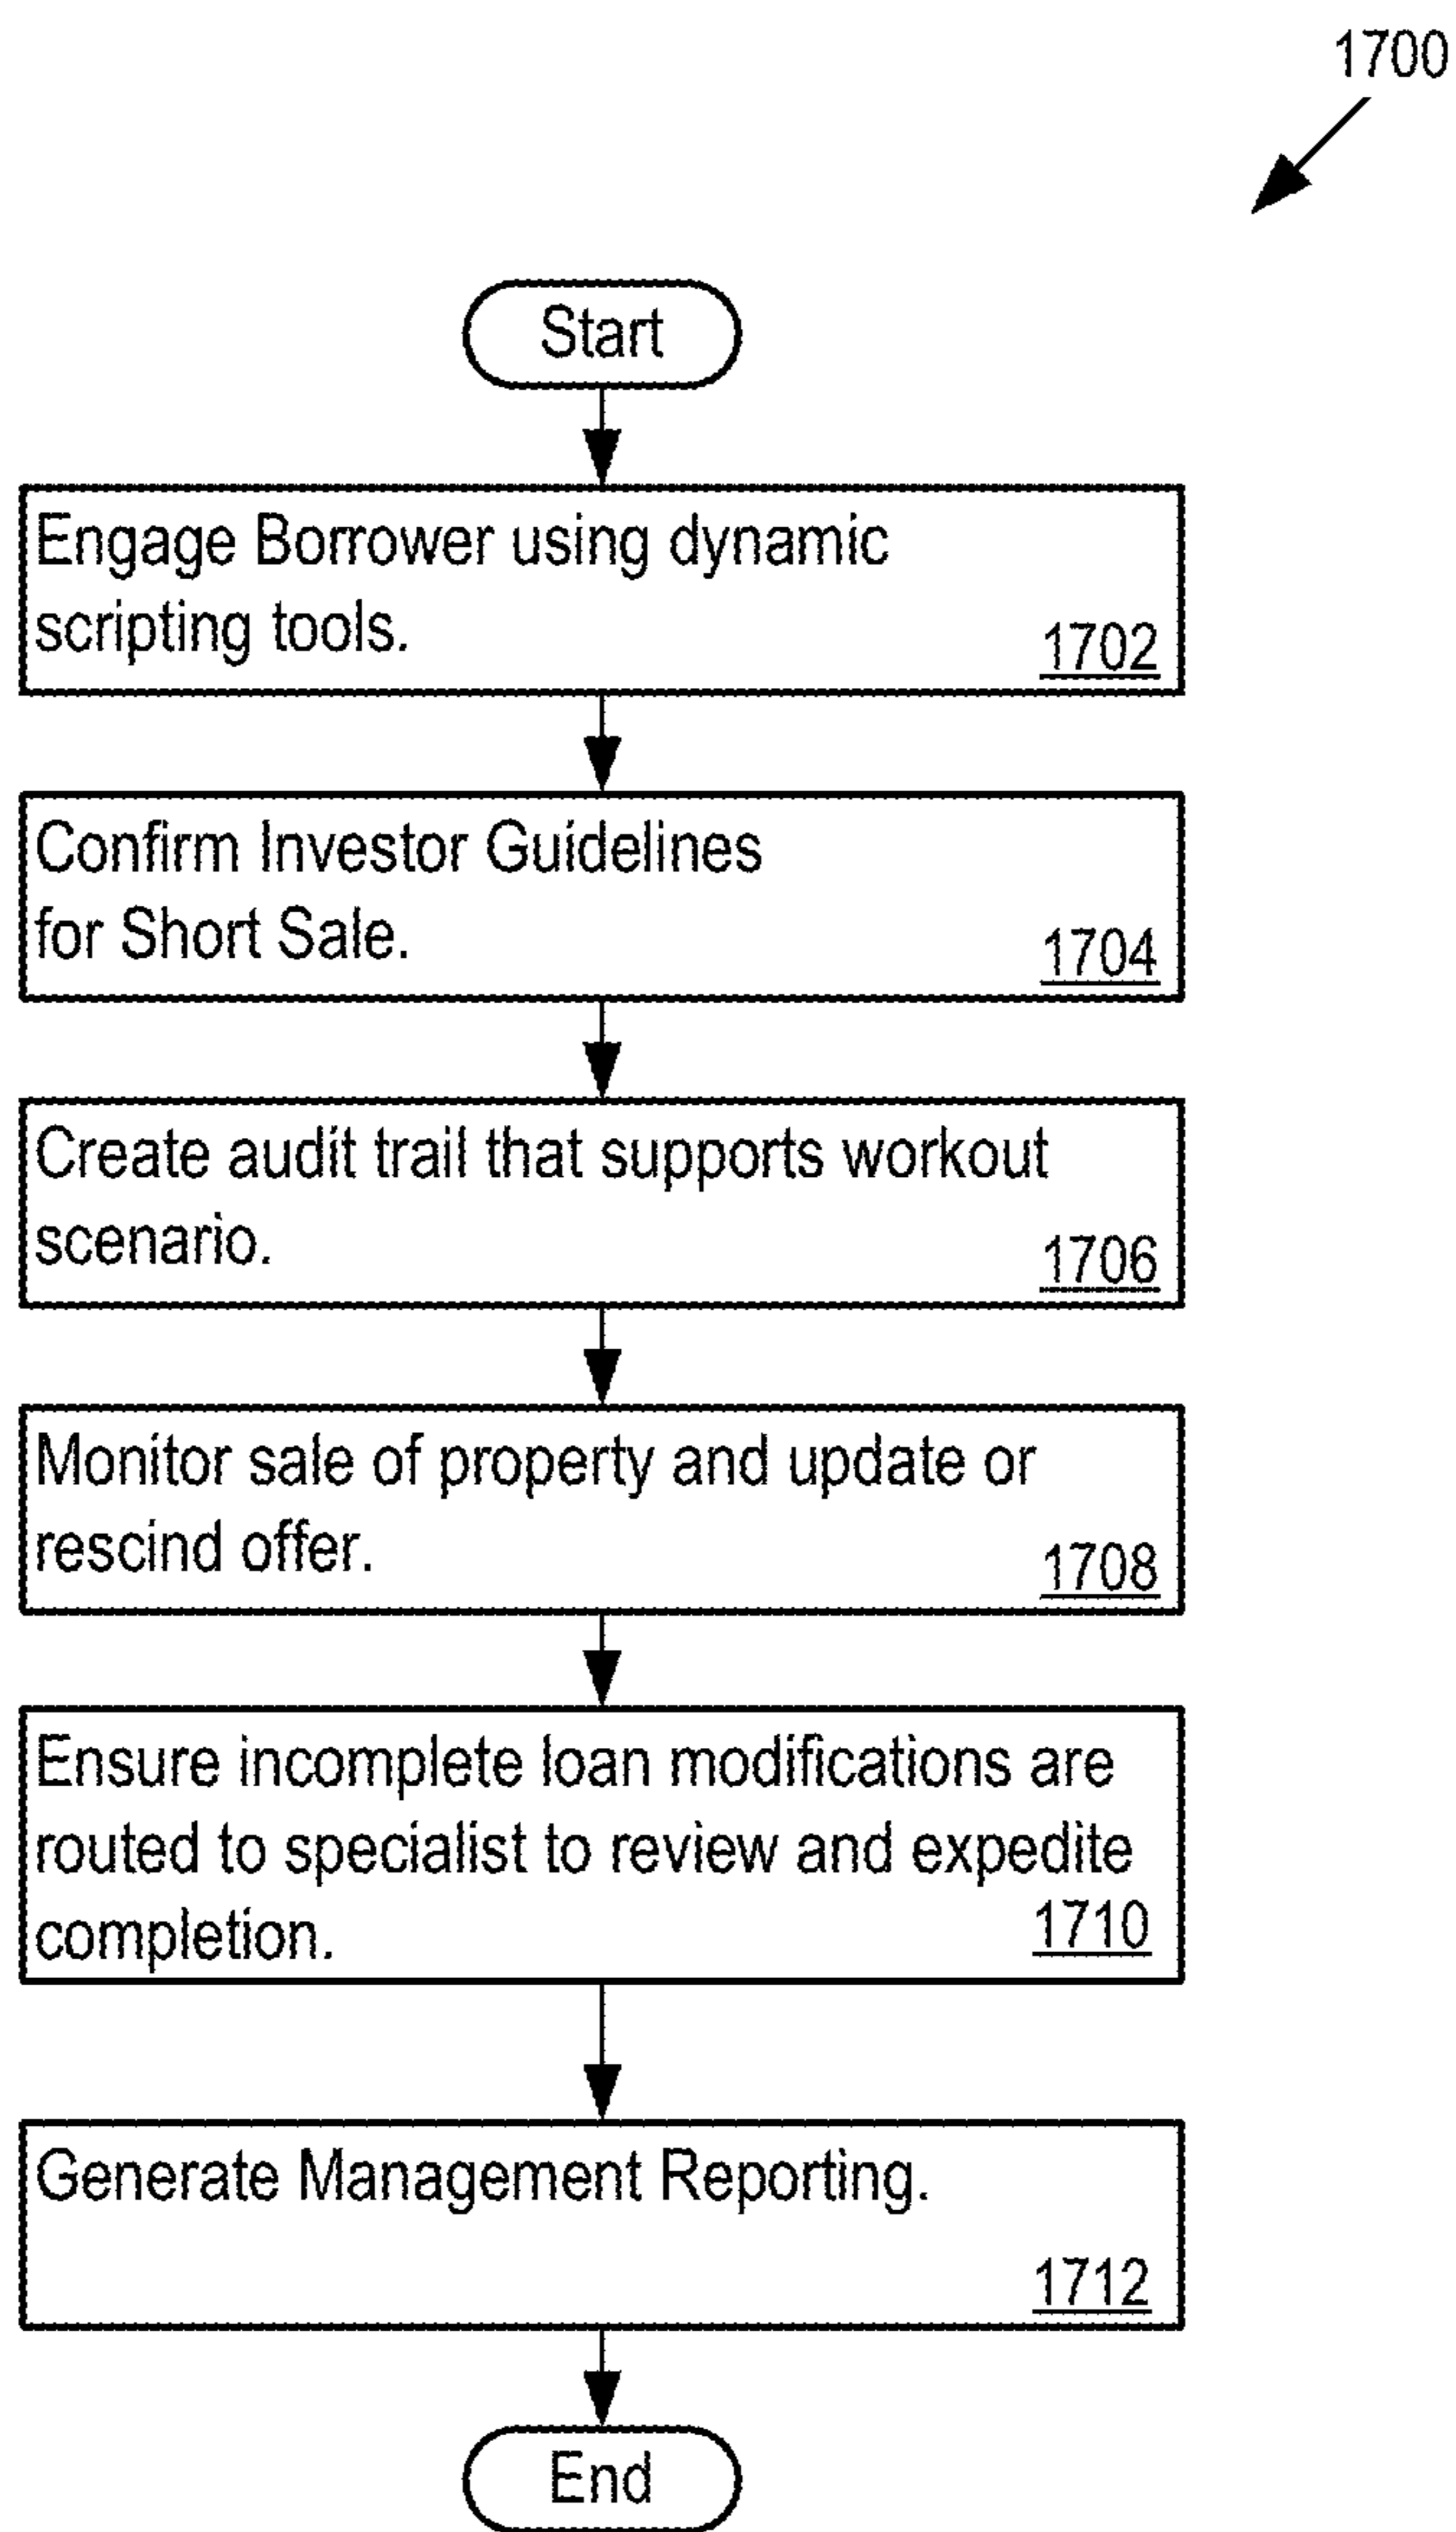 1700
Start
Engage Borrower using dynamic
scripting tools.
1702
Confirm Investor Guidelines
for Short Sale.
1704
Create audit trail that supports workout
scenario.
1706
Monitor sale of property and update or
rescind offer.
1708
Ensure incomplete loan modifications are
routed to specialist to review and expedite
completion.
1710
Generate Management Reporting.
1712
End